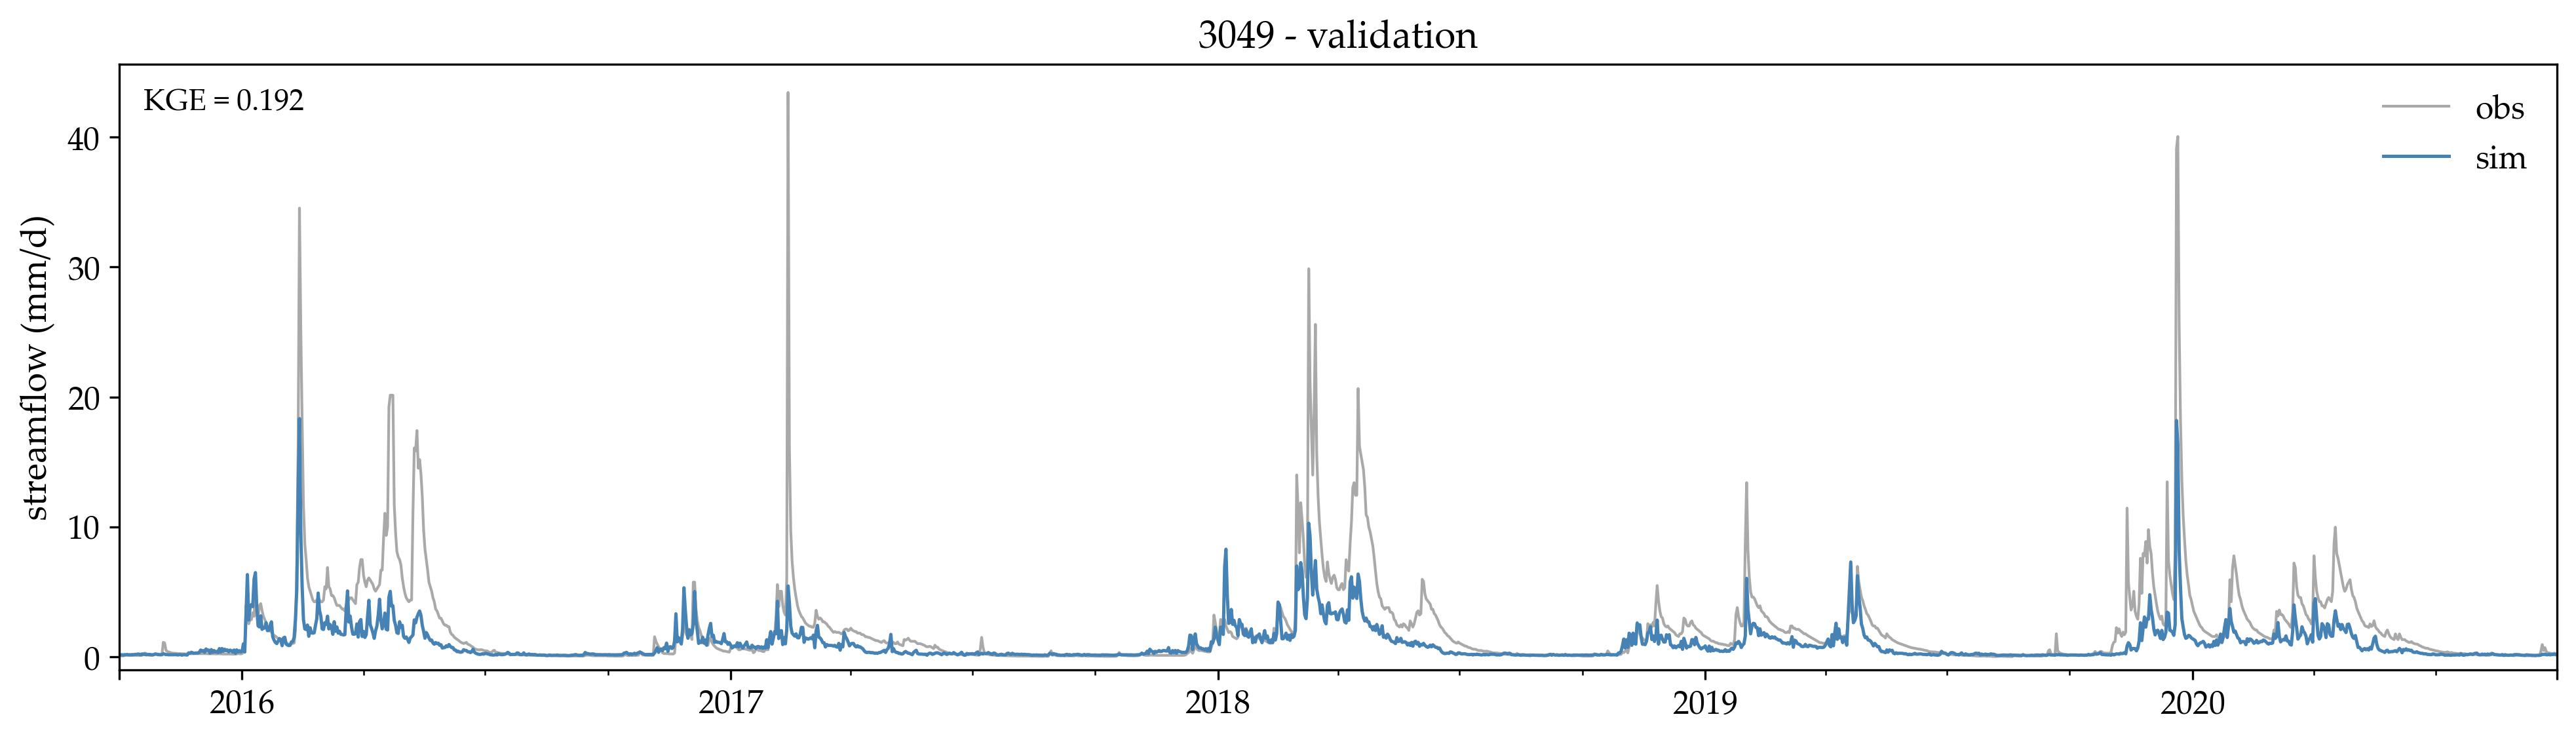 3049 - validation
KGE = 0.192
obs
sim
streamflow (mm/d)
40
30
20
10
0
2016
2017
2018
2019
2020